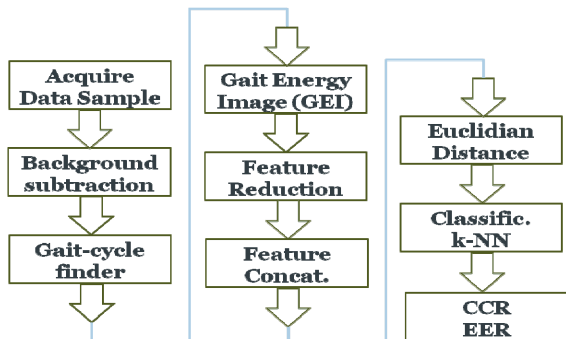 Acquire
Data Sample
Background
subtraction
Gait-cycle
finder
Gait Energy
Image (GEI)
Feature
Reduction
Feature
Concat.
Euclidian
Distance
Classific.
k-NN
CCR
EER